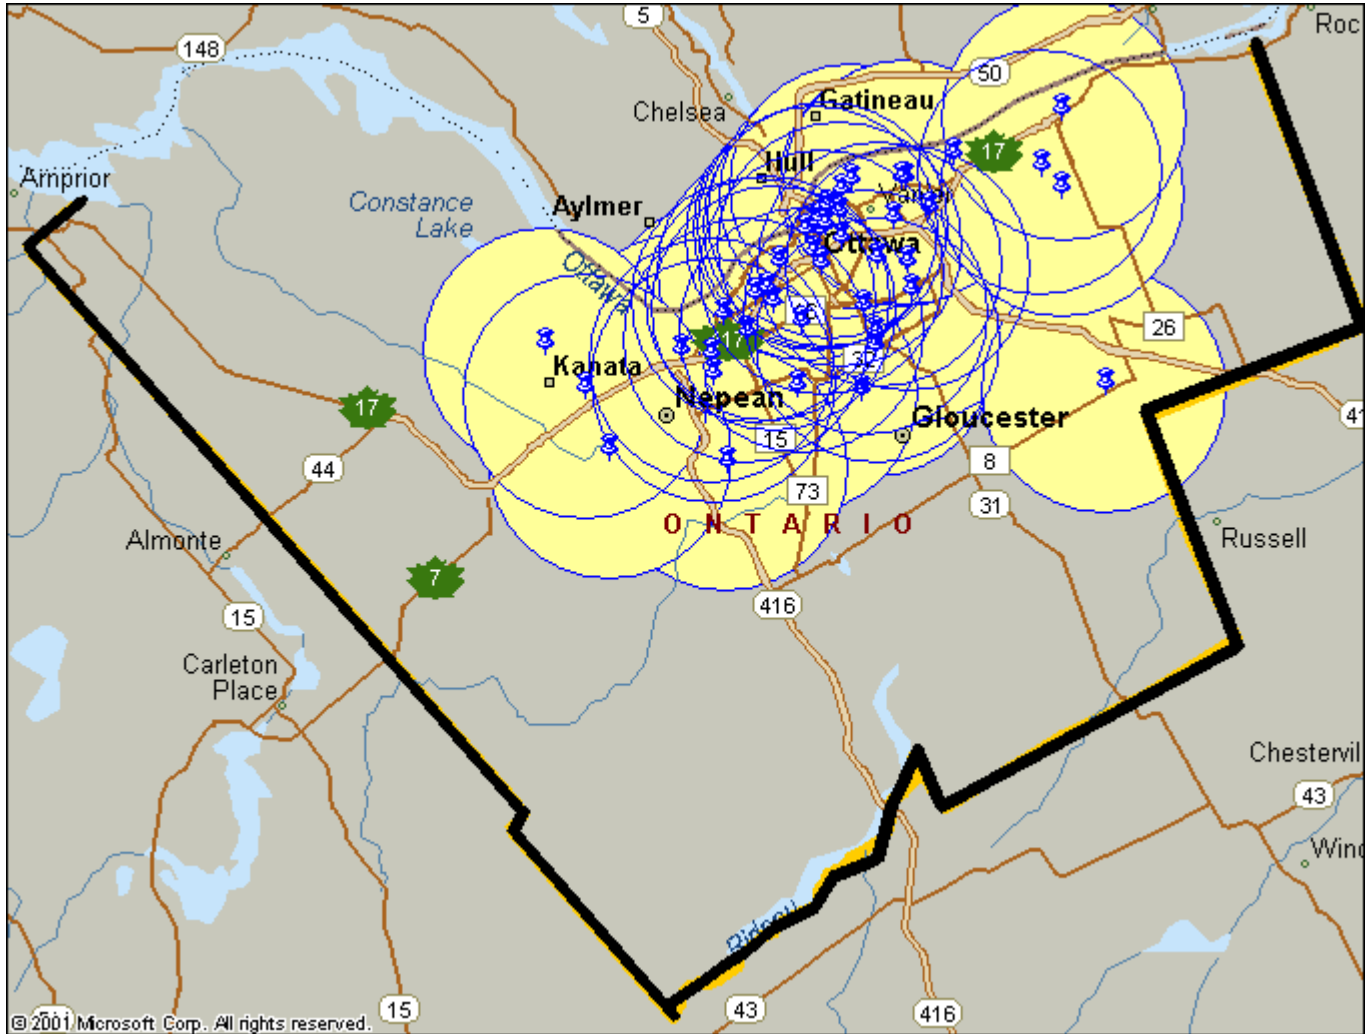 5
Roc
148
50
Chelsea
Gatineau
17
Hull
Arnprior
Constance
Lake
Aylmer
Ottawa
Ottawa
26
17
32
Kanata
17
Nepean
Gloucester
41
15
44
8
73
31
ONTARIO
Russell
Almonte
7
416
15
Carleton
Place
Chestervil
43
Winc
Rideau
15
43
416
© 2001 Microsoft Corp. All rights reserved.